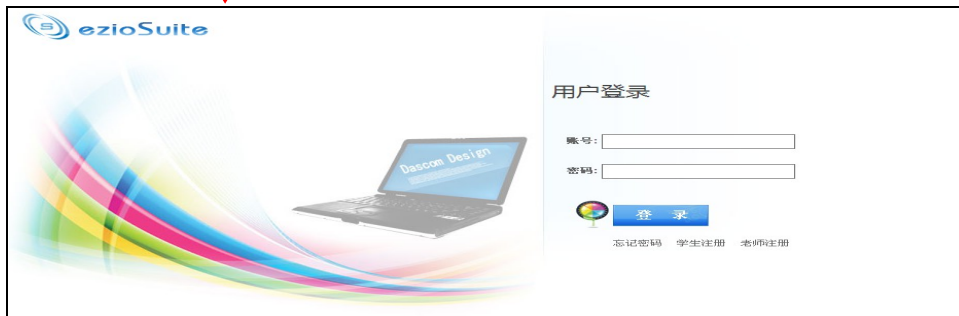 ezioSuite
用户登录
Dascom Design
账号:
密码:
登 录
忘记密码 学生注册 老师注册